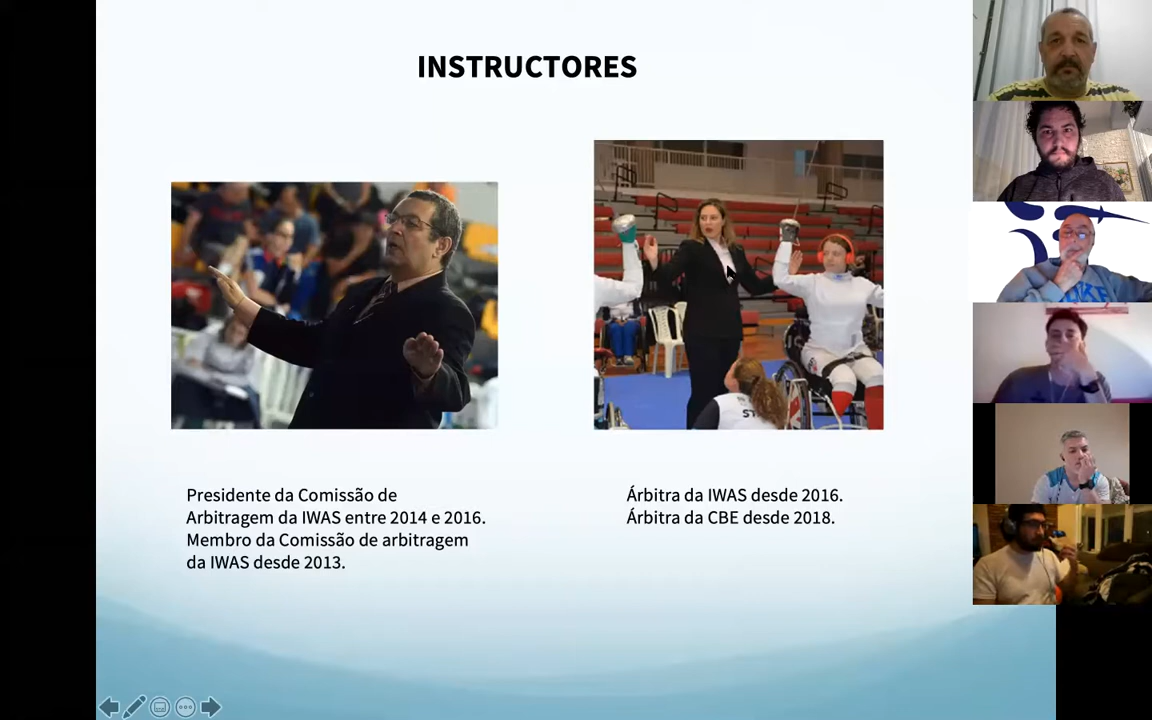 INSTRUCTORES
Presidente da Comissão de
Arbitragem da IWAS entre 2014 e 2016.
Membro da Comissão de arbitragem
da IWAS desde 2013.
Árbitra da IWAS desde 2016.
Árbitra da CBE desde 2018.